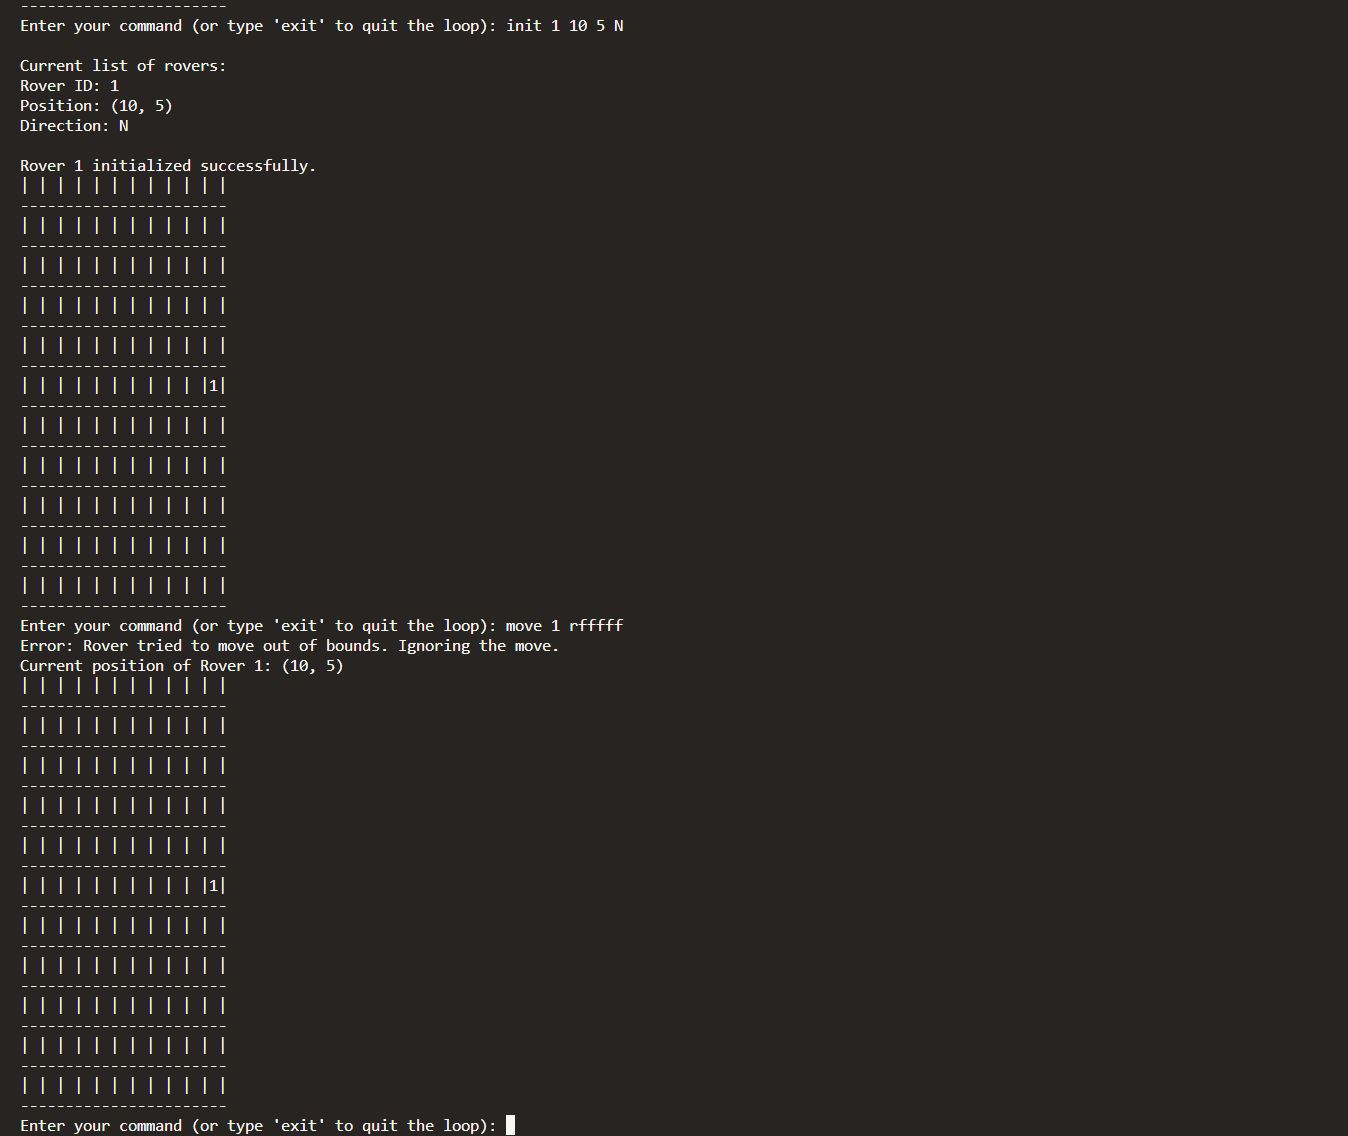 -----------------------
Enter your command (or type 'exit' to quit the loop): init 1 10 5 N
Current list of rovers:
Rover ID: 1
Position: (10, 5)
Direction: N
Rover 1 initialized successfully.
| | | | | | | | | | | |
-----------------------
| | | | | | | | | | | |
-----------------------
| | | | | | | | | | | |
-----------------------
| | | | | | | | | | | |
-----------------------
| | | | | | | | | | | |
-----------------------
| | | | | | | | | | |1|
-----------------------
| | | | | | | | | | | |
-----------------------
| | | | | | | | | | | |
-----------------------
| | | | | | | | | | | |
-----------------------
| | | | | | | | | | | |
-----------------------
| | | | | | | | | | | |
-----------------------
Enter your command (or type 'exit' to quit the loop): move 1 rfffff
Error: Rover tried to move out of bounds. Ignoring the move.
Current position of Rover 1: (10, 5)
| | | | | | | | | | | |
-----------------------
| | | | | | | | | | | |
-----------------------
| | | | | | | | | | | |
-----------------------
| | | | | | | | | | | |
-----------------------
| | | | | | | | | | | |
-----------------------
| | | | | | | | | | |1|
-----------------------
| | | | | | | | | | | |
-----------------------
| | | | | | | | | | | |
-----------------------
| | | | | | | | | | | |
-----------------------
| | | | | | | | | | | |
-----------------------
| | | | | | | | | | | |
-----------------------
Enter your command (or type 'exit' to quit the loop):